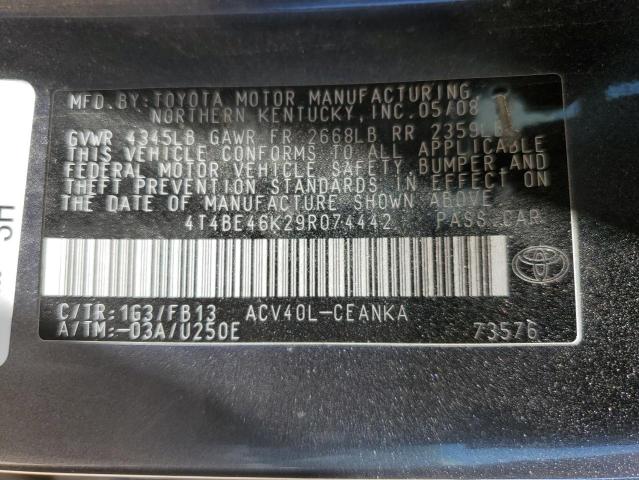 MFD. BY: TOYOTA MOTOR MANUFACTURING
NORTHERN KENTUCKY, INC. 05/08
GVWR 4345LB GAWR FR 2668LB RR 2359LB
THIS VEHICLE CONFORMS TO ALL APPLICABLE
FEDERAL MOTOR VEHICLE SAFETY, BUMPER, AND
THEFT PREVENTION STANDARDS IN EFFECT ON
THE DATE OF MANUFACTURE SHOWN ABOVE.
4T4BE46K29R074442 PASS. CAR
C/TR: 1G3/FB13 ACV40L-CEANKA
A/TM: -03A/U250E 73576
SH